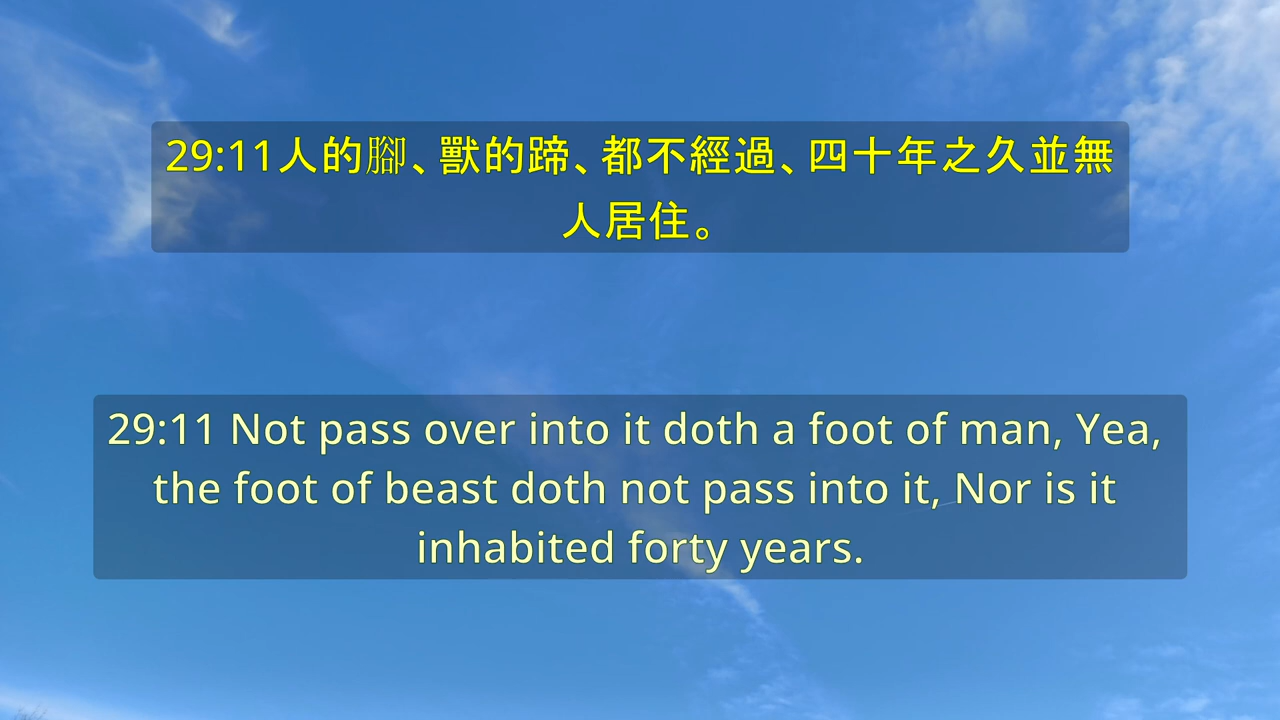 29:11人的腳、獸的蹄、都不經過、四十年之久並無
人居住。
29:11 Not pass over into it doth a foot of man, Yea,
the foot of beast doth not pass into it, Nor is it
inhabited forty years.